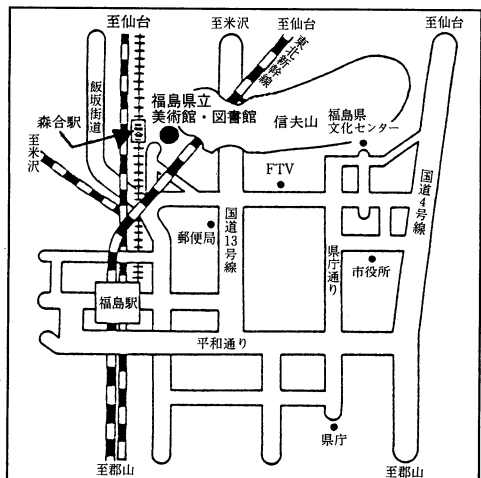 至仙台
至米沢
至仙台
至仙台
東北新幹線
飯坂街道
福島県立
美術館・図書館
信夫山
福島県
文化センター
森合駅
至米沢
FTV
国道4号線
郵便局
国道13号線
県庁通り
市役所
福島駅
平和通り
県庁
至郡山
至郡山